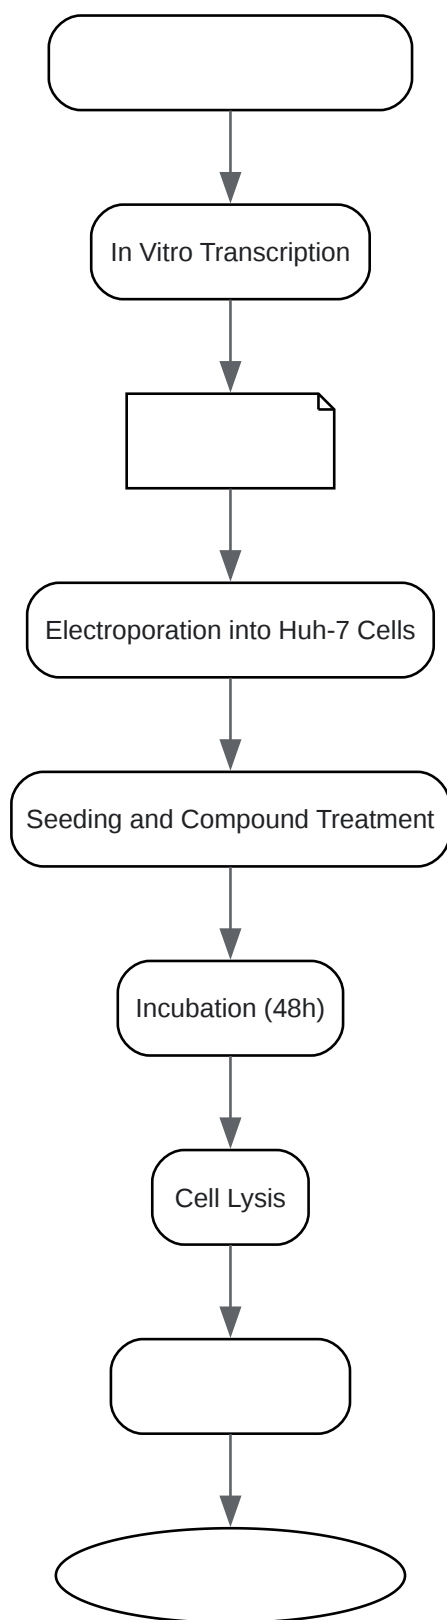 In Vitro Transcription
Electroporation into Huh-7 Cells
Seeding and Compound Treatment
Incubation (48h)
Cell Lysis